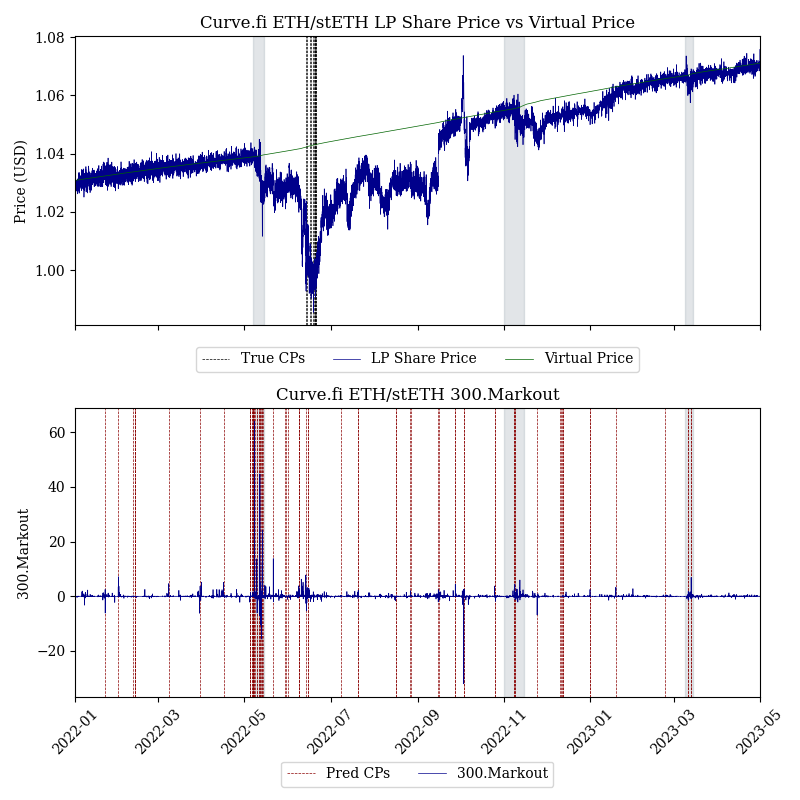 Curve.fi ETH/stETH LP Share Price vs Virtual Price
1.08
1.06
1.04
1.02
1.00
Price (USD)
True CPs LP Share Price Virtual Price
Curve.fi ETH/stETH 300.Markout
60
40
20
0
−20
300.Markout
2022-01 2022-03 2022-05 2022-07 2022-09 2022-11 2023-01 2023-03 2023-05
Pred CPs 300.Markout